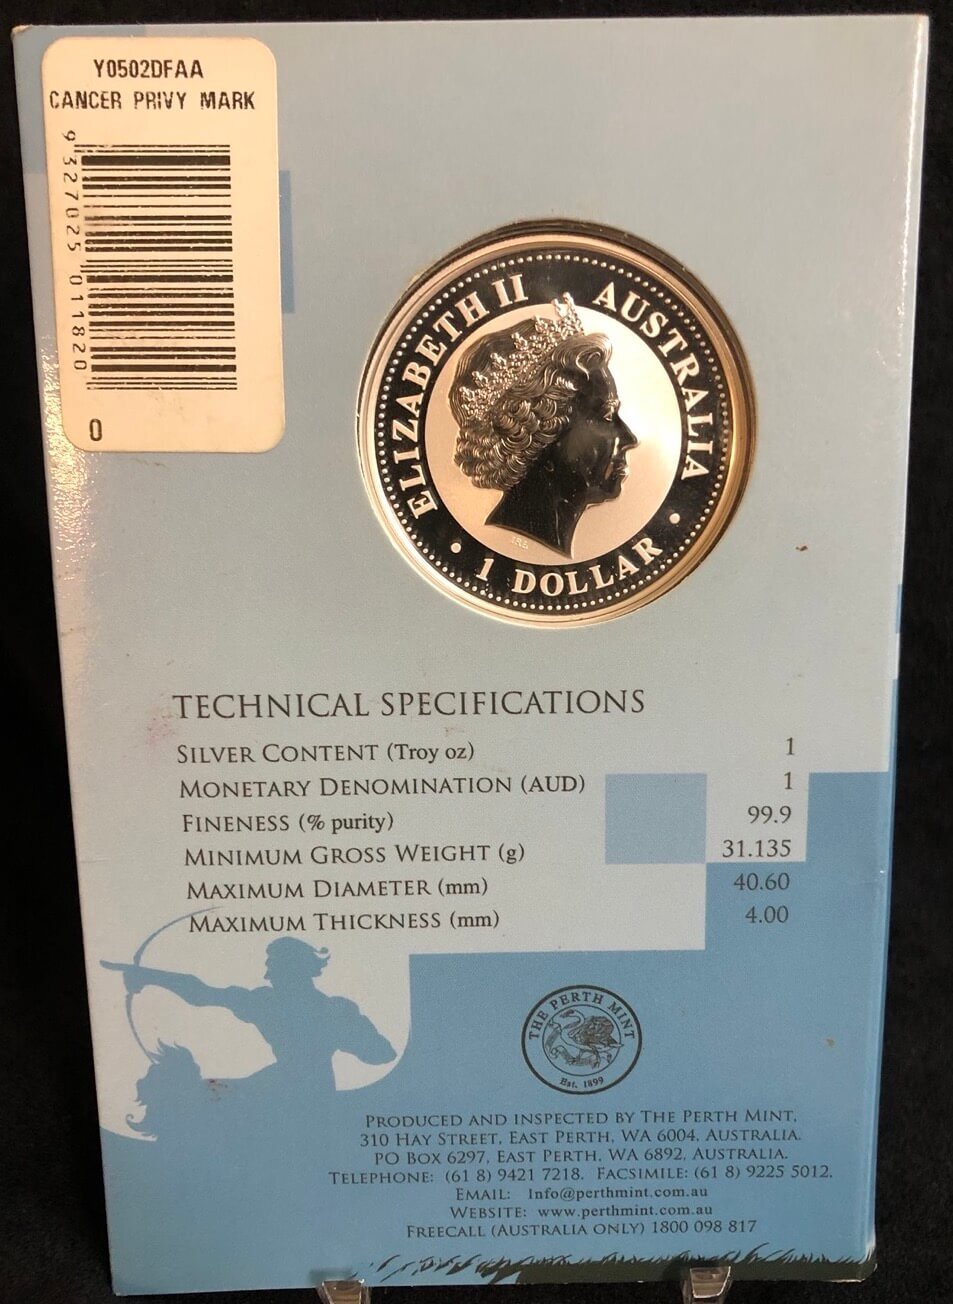 Y0502DFAA
CANCER PRIVY MARK
9 327025 011820
0
ELIZABETH II AUSTRALIA
1 DOLLAR
TECHNICAL SPECIFICATIONS
SILVER CONTENT (Troy oz) 1
MONETARY DENOMINATION (AUD) 1
FINENESS (% purity) 99.9
MINIMUM GROSS WEIGHT (g) 31.135
MAXIMUM DIAMETER (mm) 40.60
MAXIMUM THICKNESS (mm) 4.00
THE PERTH MINT
Est. 1899
PRODUCED AND INSPECTED BY THE PERTH MINT,
310 HAY STREET, EAST PERTH, WA 6004, AUSTRALIA.
PO BOX 6297, EAST PERTH, WA 6892, AUSTRALIA.
TELEPHONE: (61 8) 9421 7218. FACSIMILE: (61 8) 9225 5012.
EMAIL: Info@perthmint.com.au
WEBSITE: www.perthmint.com.au
FREECALL (AUSTRALIA ONLY) 1800 098 817